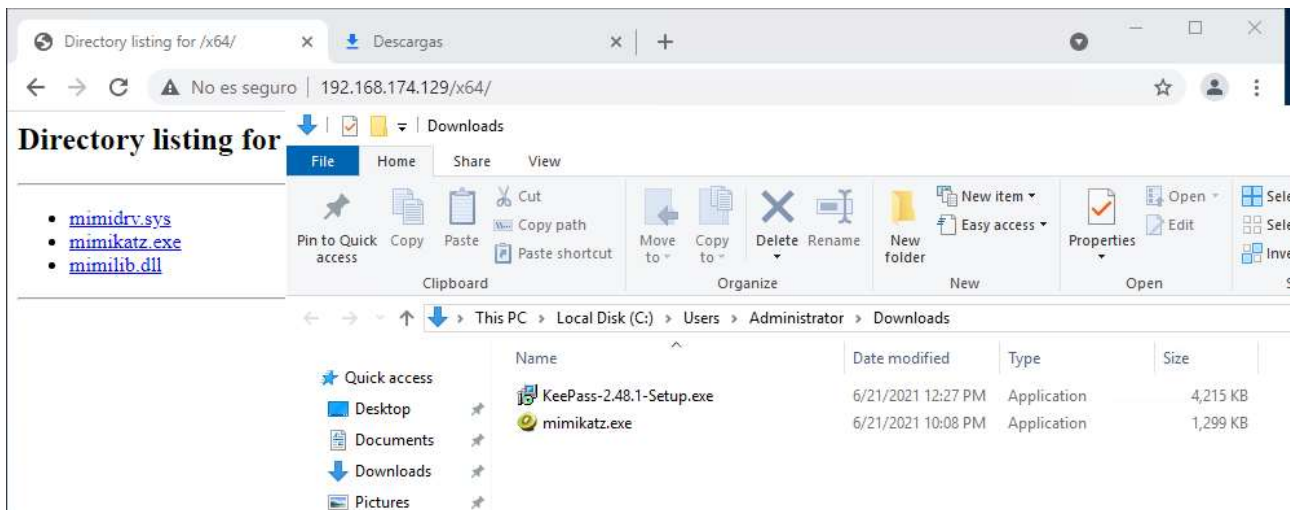 Directory listing for /x64/
Descargas
No es seguro
192.168.174.129/x64/
Directory listing for
mimidrv.sys
mimikatz.exe
mimilib.dll
Downloads
File Home Share View
Pin to Quick access
Copy
Paste
Cut
Copy path
Paste shortcut
Move to
Copy to
Delete
Rename
New folder
New item
Easy access
Properties
Open
Edit
Sele
Sele
Inve
Clipboard
Organize
New
Open
This PC > Local Disk (C:) > Users > Administrator > Downloads
Name Date modified Type Size
Quick access
Desktop
Documents
Downloads
Pictures
KeePass-2.48.1-Setup.exe 6/21/2021 12:27 PM Application 4,215 KB
mimikatz.exe 6/21/2021 10:08 PM Application 1,299 KB